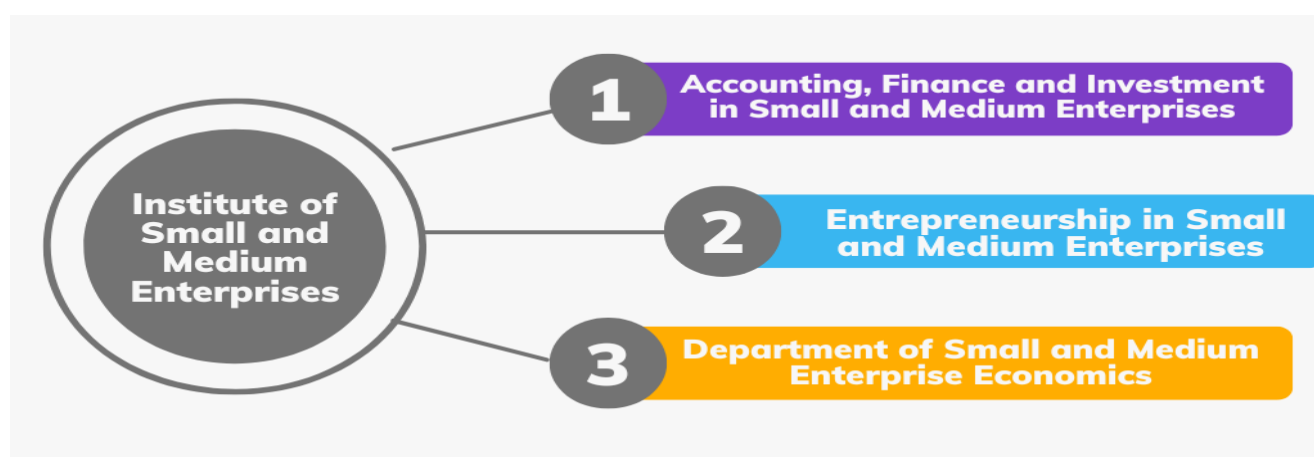 Institute of
Small and
Medium
Enterprises
1
Accounting, Finance and Investment
in Small and Medium Enterprises
2
Entrepreneurship in Small
and Medium Enterprises
3
Department of Small and Medium
Enterprise Economics